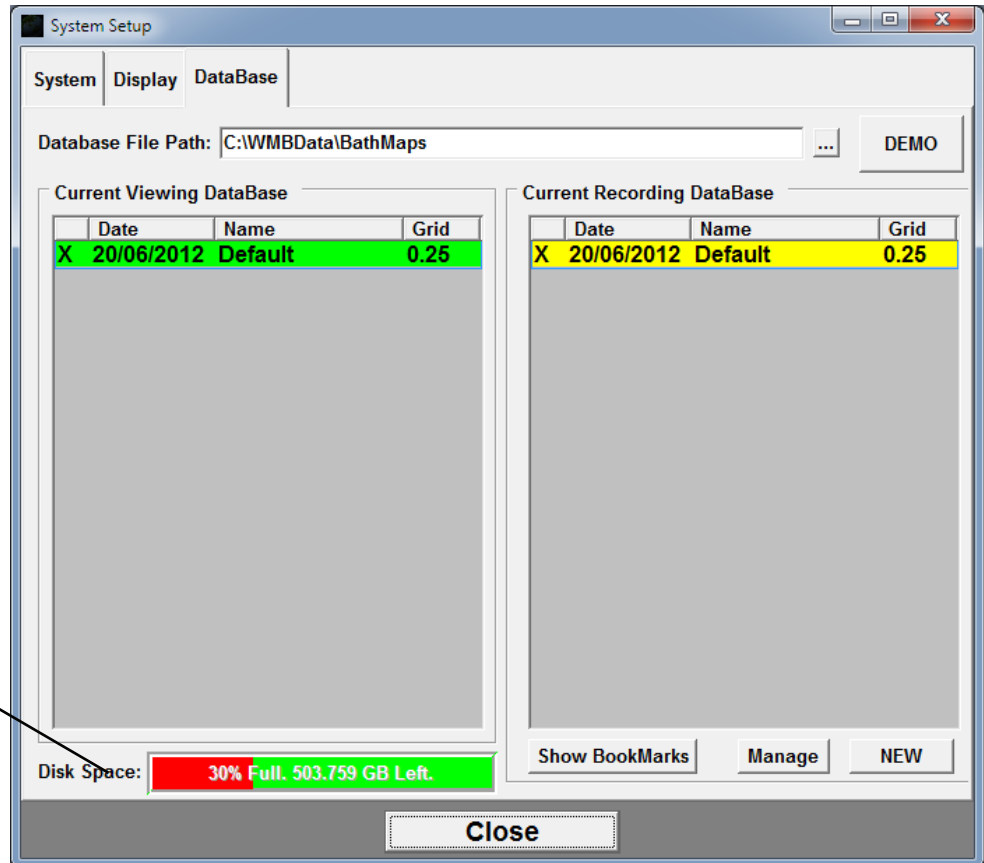 System Setup
System Display DataBase
Database File Path: C:\WMBData\BathMaps ... DEMO
Current Viewing DataBase
Date Name Grid
X 20/06/2012 Default 0.25
Current Recording DataBase
Date Name Grid
X 20/06/2012 Default 0.25
Show BookMarks Manage NEW
Disk Space: 30% Full. 503.759 GB Left.
Close